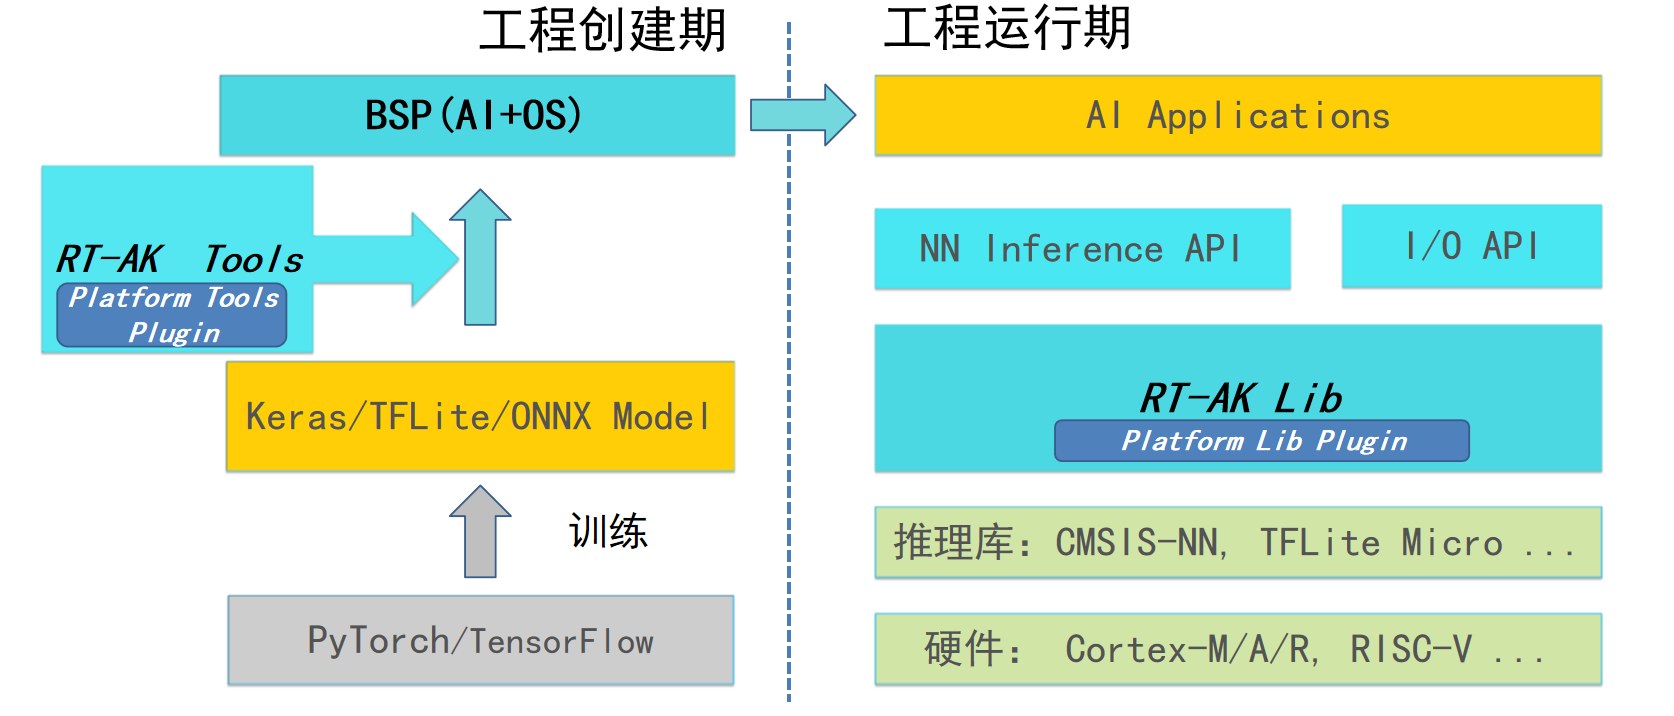 工程创建期
BSP(AI+OS)
RT-AK Tools
Platform Tools
Plugin
Keras/TFLite/ONNX Model
训练
PyTorch/TensorFlow
工程运行期
AI Applications
NN Inference API
I/O API
RT-AK Lib
Platform Lib Plugin
推理库：CMSIS-NN, TFLite Micro ...
硬件： Cortex-M/A/R, RISC-V ...